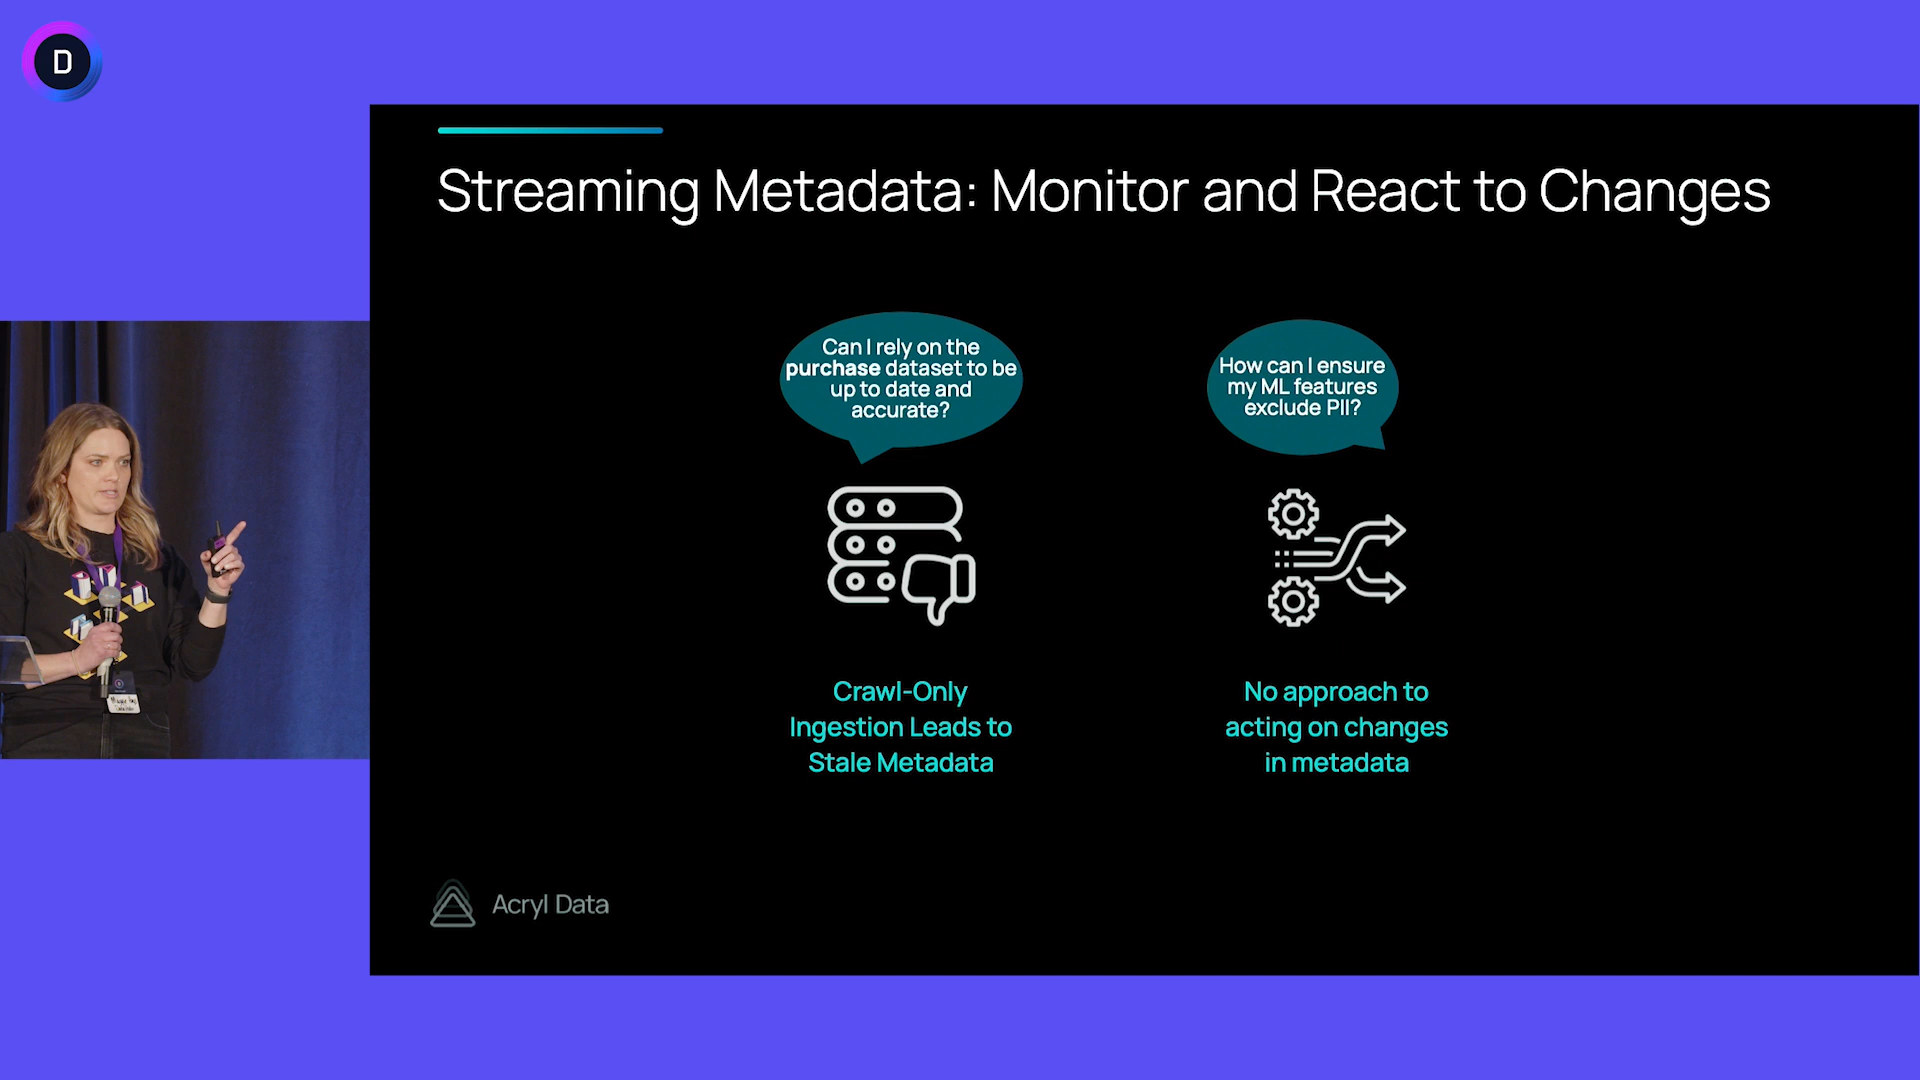 D
Streaming Metadata: Monitor and React to Changes
Can I rely on the
purchase dataset to be
up to date and
accurate?
How can I ensure
my ML features
exclude PII?
Crawl-Only
Ingestion Leads to
Stale Metadata
No approach to
acting on changes
in metadata
Acryl Data